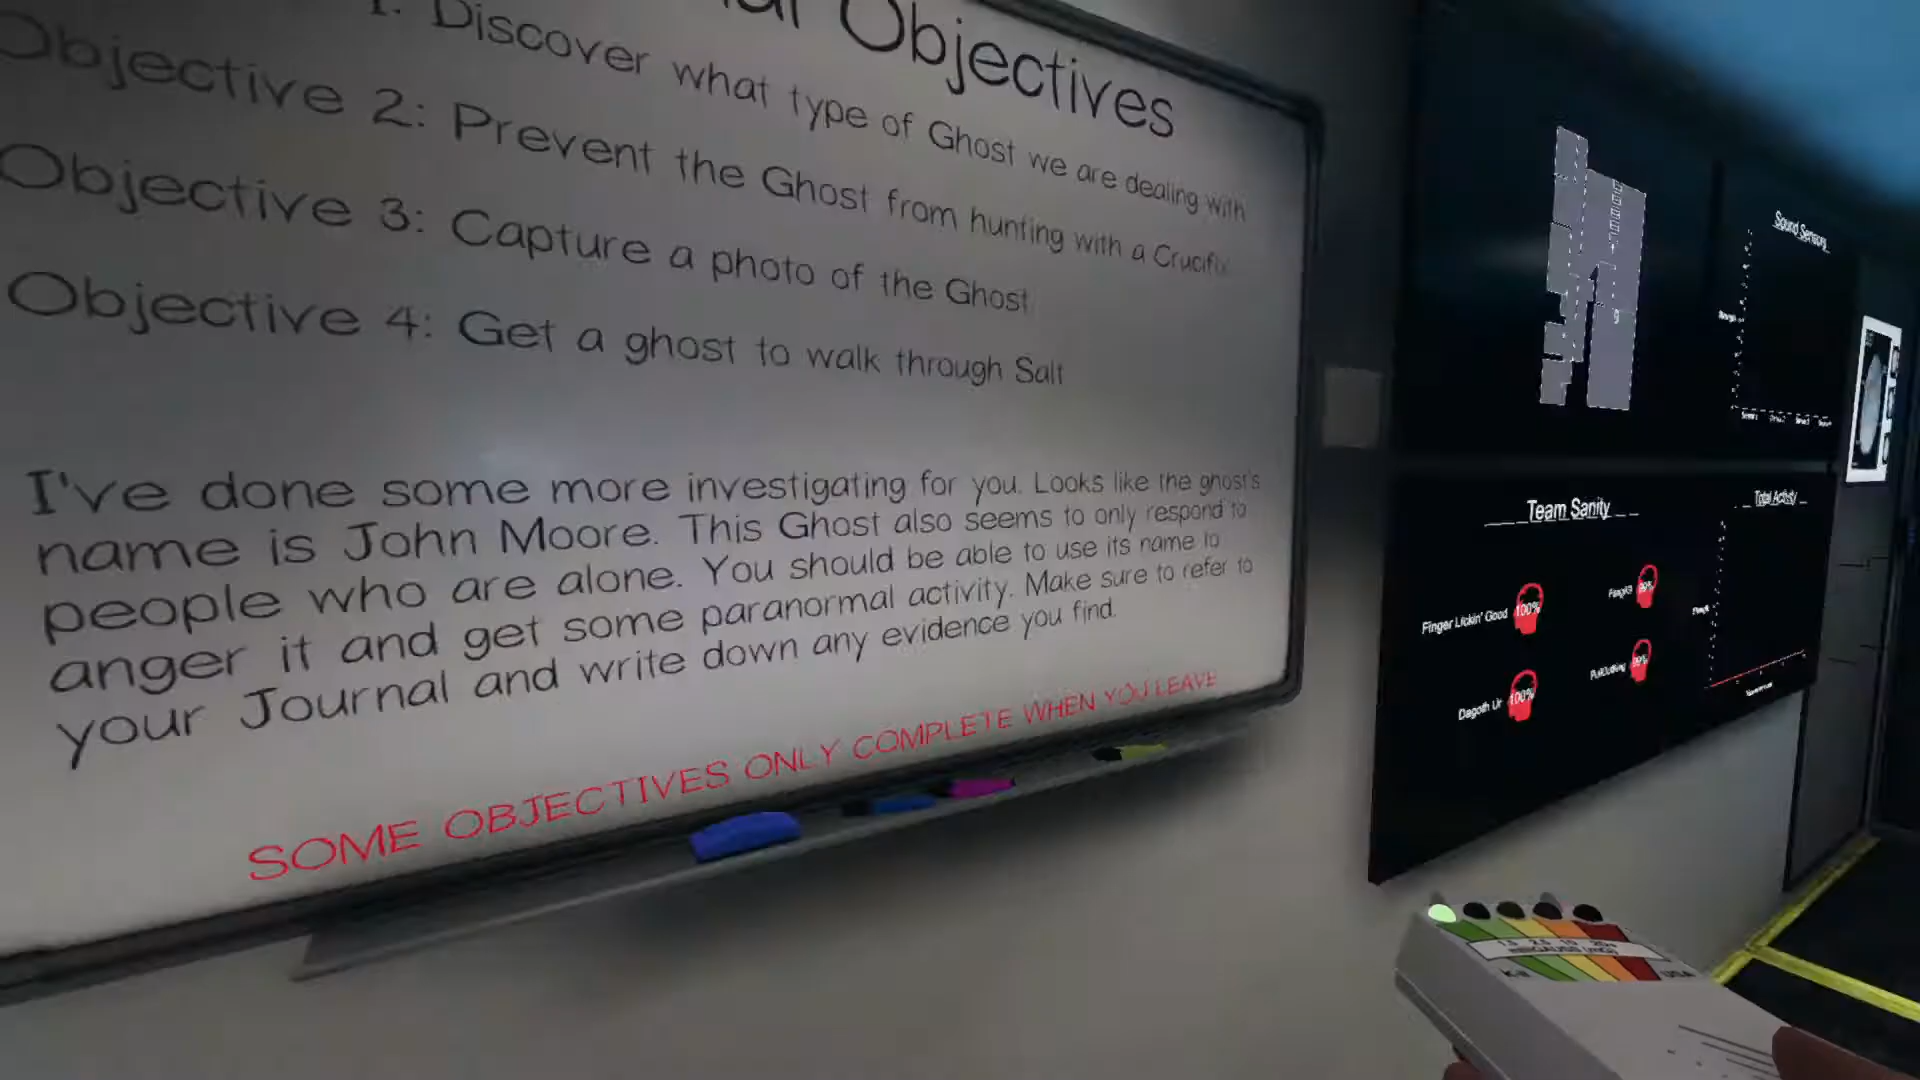 Objectives
1: Discover what type of Ghost we are dealing with
Objective 2: Prevent the Ghost from hunting with a
Objective 3: Capture a photo of the Ghost
Objective 4: Get a ghost to walk through Salt
I've done some more investigating for you. Looks like the ghost's
name is John Moore. This Ghost also seems to only respond to
people who are alone. You should be able to use its name to
anger it and get some paranormal activity. Make sure to refer to
your Journal and write down any evidence you find.
SOME OBJECTIVES ONLY COMPLETE WHEN YOU LEAVE
Sound Sensors
Team Sanity
Finger Lickin' Good 100%
Dagoth Ur 100%
Total Activity
K-II
USA